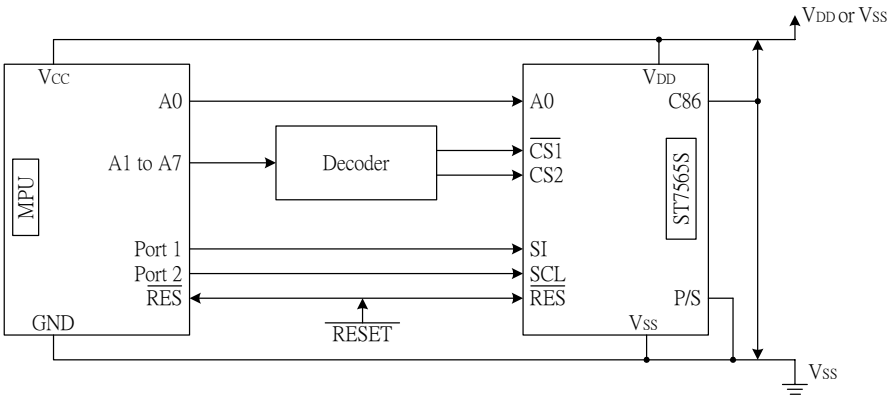 VDD or VSS
VCC
VDD
A0
A0
C86
A1 to A7
Decoder
CS1
CS2
MPU
ST7565S
Port 1
SI
Port 2
SCL
RES
RES
P/S
GND
RESET
VSS
VSS